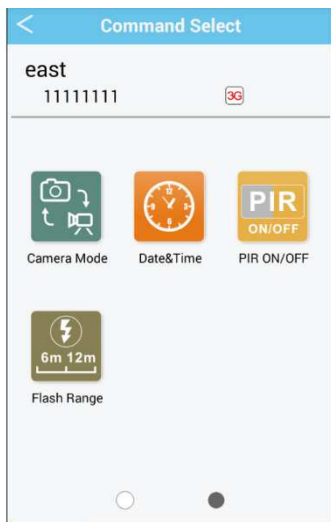 Command Select
east
11111111 3G
PIR
ON/OFF
Camera Mode Date&Time PIR ON/OFF
6m 12m
Flash Range